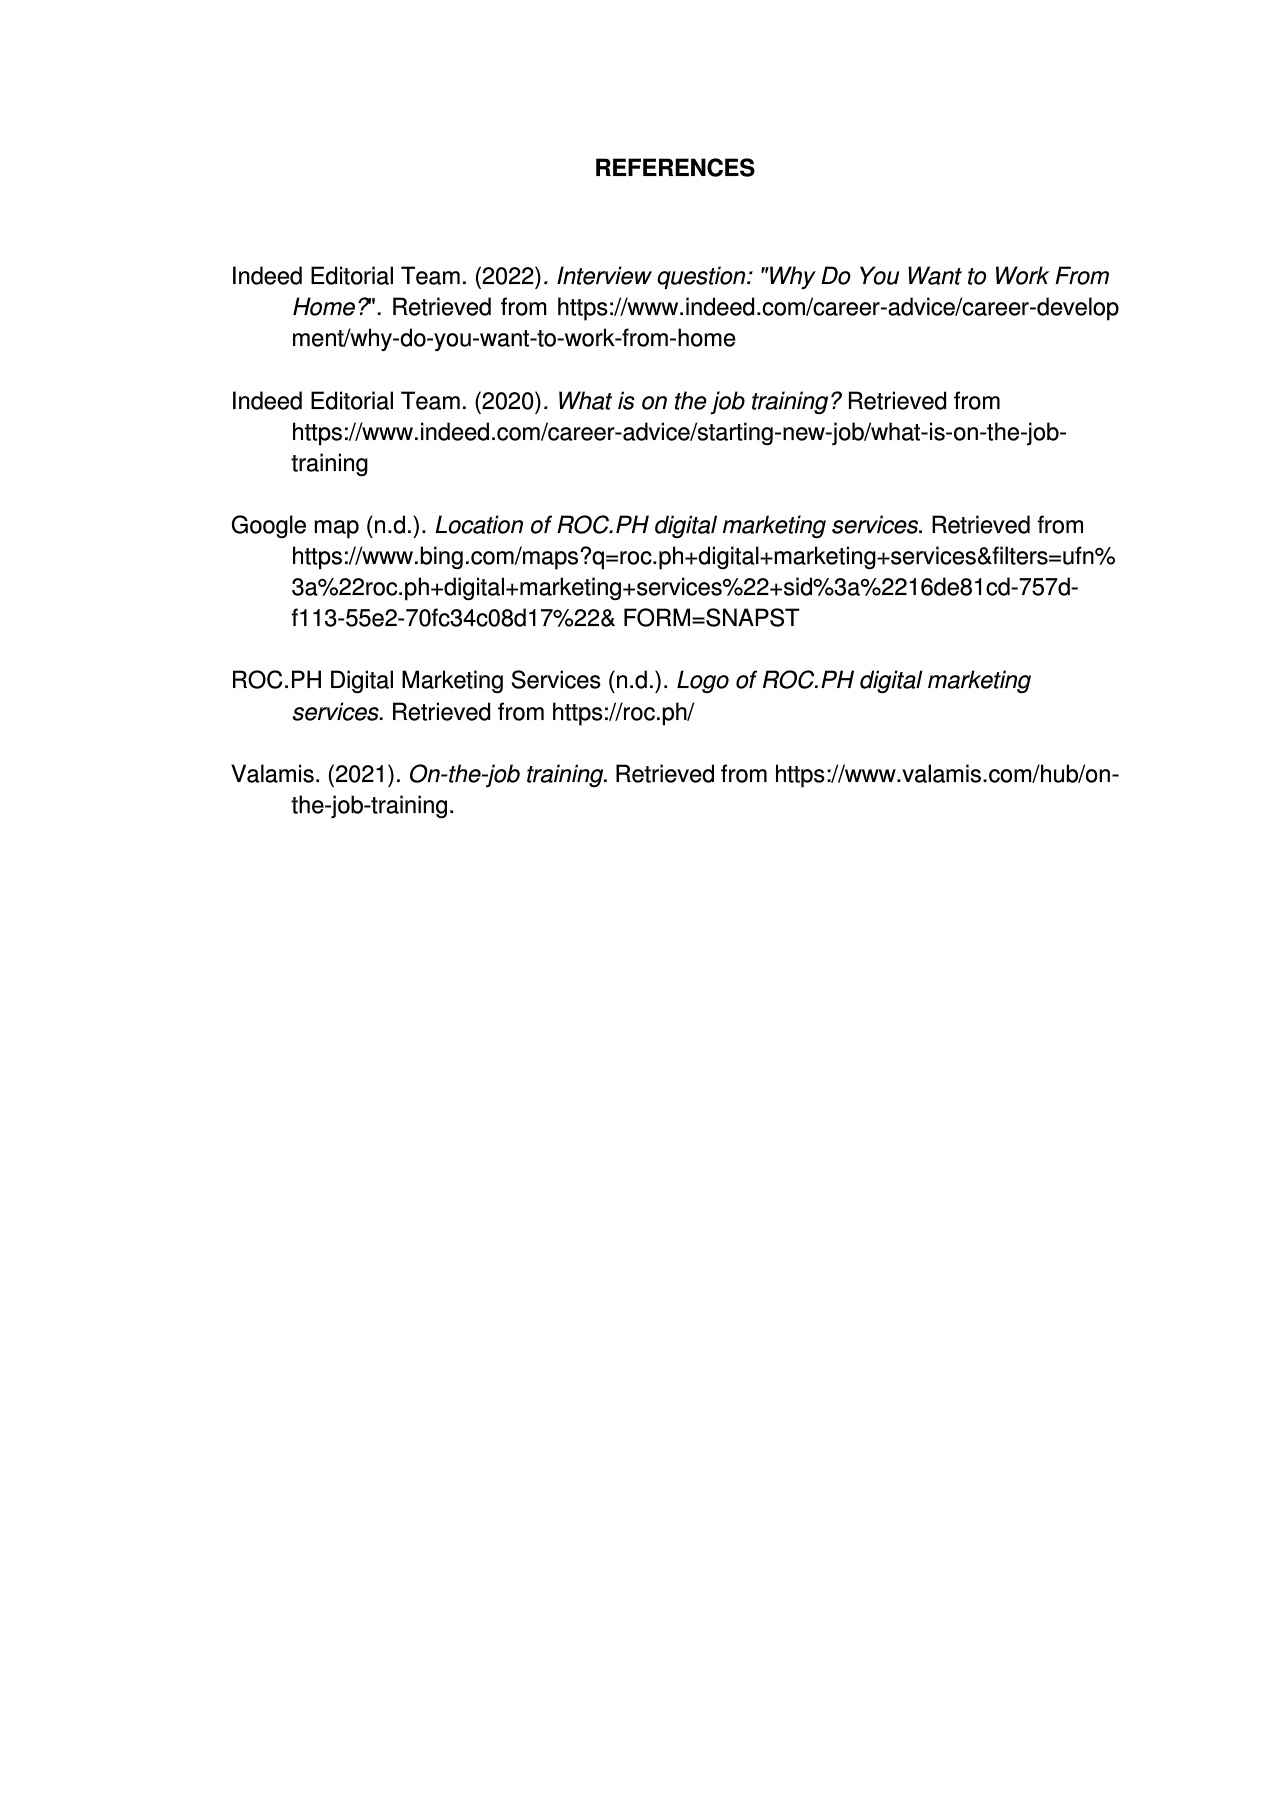 REFERENCES
Indeed Editorial Team. (2022). Interview question: "Why Do You Want to Work From
Home?". Retrieved from https://www.indeed.com/career-advice/career-develop
ment/why-do-you-want-to-work-from-home
Indeed Editorial Team. (2020). What is on the job training? Retrieved from
https://www.indeed.com/career-advice/starting-new-job/what-is-on-the-job-
training
Google map (n.d.). Location of ROC.PH digital marketing services. Retrieved from
https://www.bing.com/maps?q=roc.ph+digital+marketing+services&filters=ufn%
3a%22roc.ph+digital+marketing+services%22+sid%3a%2216de81cd-757d-
f113-55e2-70fc34c08d17%22& FORM=SNAPST
ROC.PH Digital Marketing Services (n.d.). Logo of ROC.PH digital marketing
services. Retrieved from https://roc.ph/
Valamis. (2021). On-the-job training. Retrieved from https://www.valamis.com/hub/on-
the-job-training.